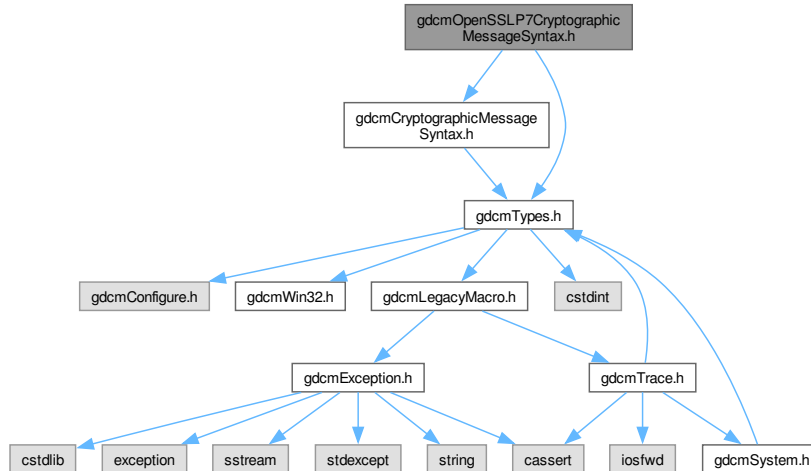 gdcmOpenSSLP7Cryptographic
MessageSyntax.h
gdcmCryptographicMessage
Syntax.h
gdcmTypes.h
gdcmConfigure.h
gdcmWin32.h
gdcmLegacyMacro.h
cstdint
gdcmException.h
gdcmTrace.h
cstdlib
exception
sstream
stdexcept
string
cassert
iosfwd
gdcmSystem.h